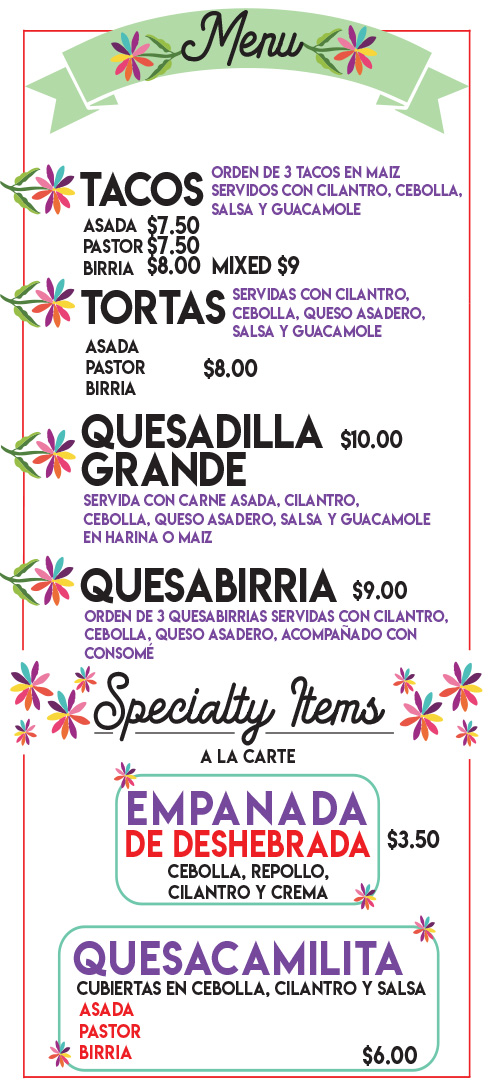 Menu
TACOS
ORDEN DE 3 TACOS EN MAIZ
SERVIDOS CON CILANTRO, CEBOLLA,
SALSA Y GUACAMOLE
ASADA $7.50
PASTOR $7.50
BIRRIA $8.00 MIXED $9
TORTAS
SERVIDAS CON CILANTRO,
CEBOLLA, QUESO ASADERO,
SALSA Y GUACAMOLE
ASADA
PASTOR $8.00
BIRRIA
QUESADILLA $10.00
GRANDE
SERVIDA CON CARNE ASADA, CILANTRO,
CEBOLLA, QUESO ASADERO, SALSA Y GUACAMOLE
EN HARINA O MAIZ
QUESABIRRIA $9.00
ORDEN DE 3 QUESABIRRIAS SERVIDAS CON CILANTRO,
CEBOLLA, QUESO ASADERO, ACOMPAÑADO CON
CONSOMÉ
Specialty Items
A LA CARTE
EMPANADA
DE DESHEBRADA $3.50
CEBOLLA, REPOLLO,
CILANTRO Y CREMA
QUESACAMILITA
CUBIERTAS EN CEBOLLA, CILANTRO Y SALSA
ASADA
PASTOR
BIRRIA $6.00